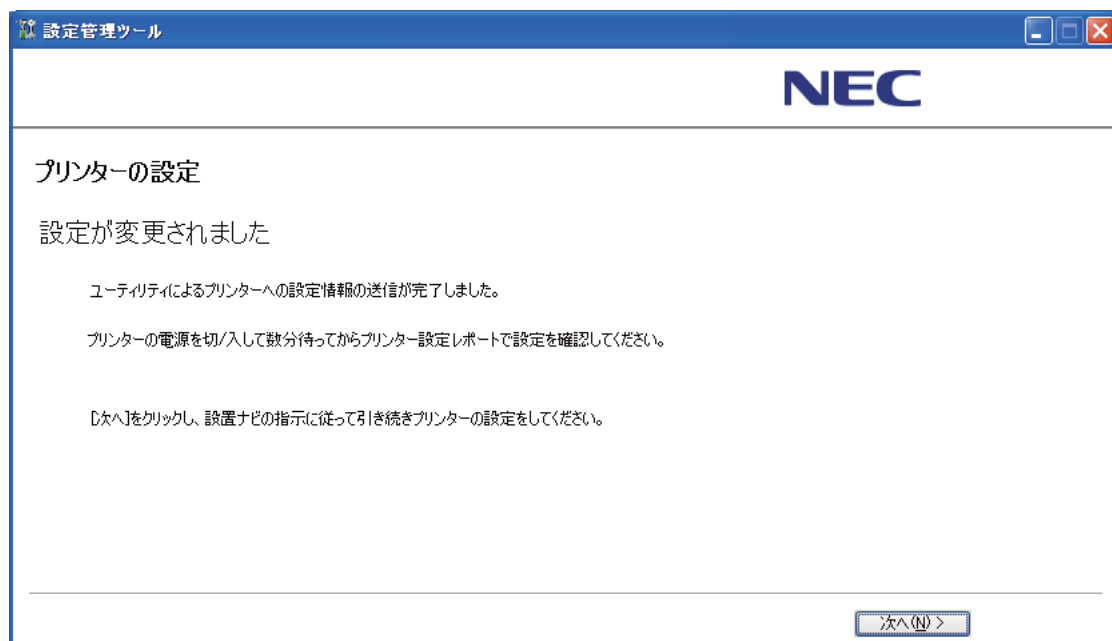 設定管理ツール
NEC
プリンターの設定
設定が変更されました
ユーティリティによるプリンターへの設定情報の送信が完了しました。
プリンターの電源を切/入して数分待ってからプリンター設定レポートで設定を確認してください。
[次へ]をクリックし、設置ナビの指示に従って引き続きプリンターの設定をしてください。
次へ(N) >